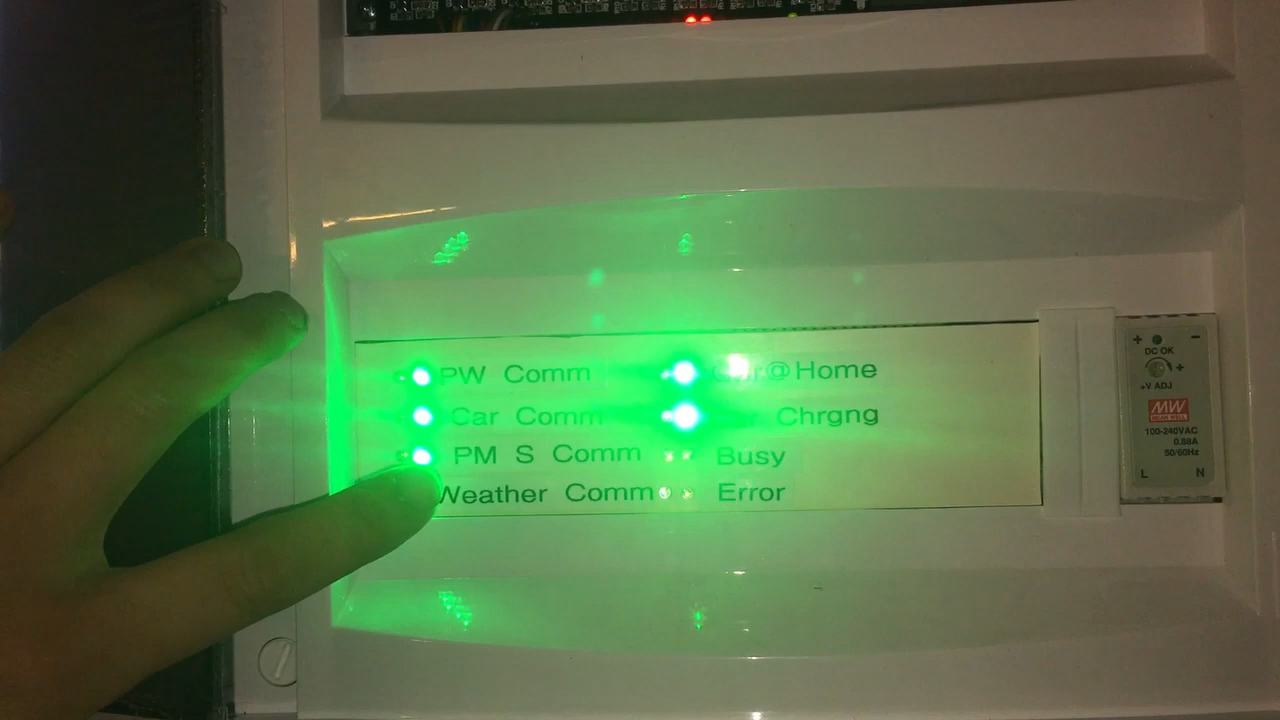 PW Comm
Car Comm
PM S Comm
Weather Comm
@Home
Chrgng
Busy
Error
+ -
DC OK
+
+V ADJ
MW
MEAN WELL
100-240VAC
0.88A
50/60Hz
L N